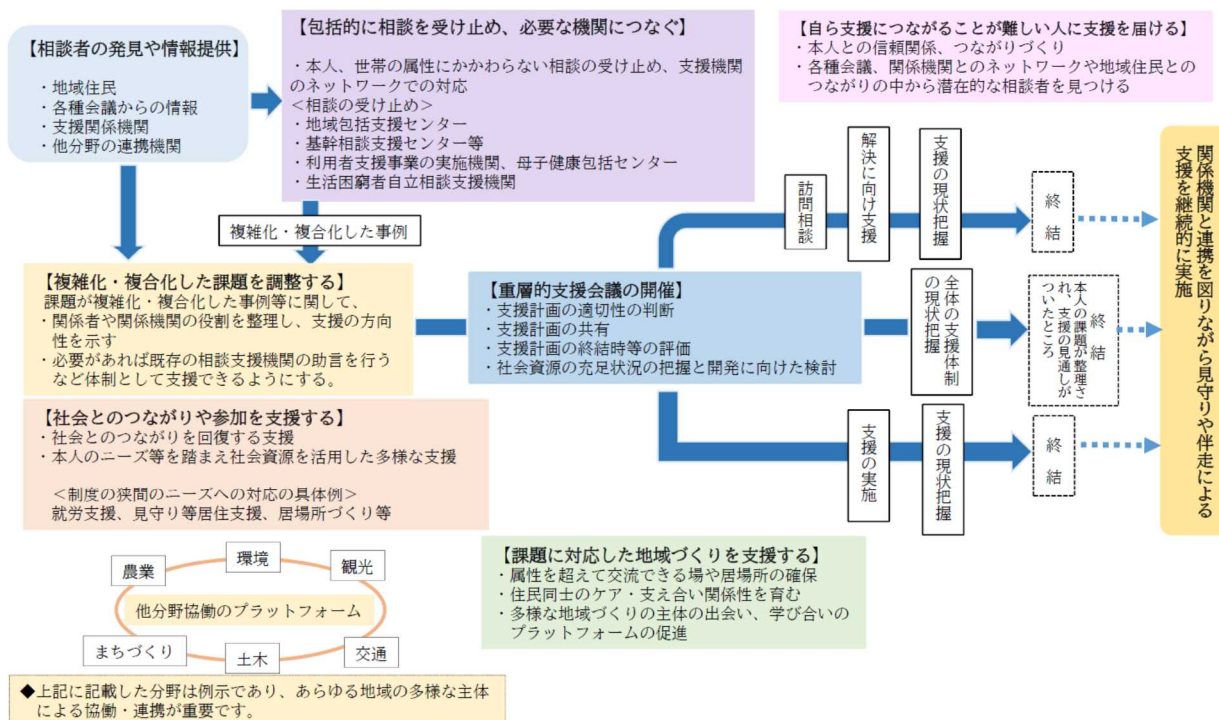 【相談者の発見や情報提供】
・地域住民
・各種会議からの情報
・支援関係機関
・他分野の連携機関
【包括的に相談を受け止め、必要な機関につなぐ】
・本人、世帯の属性にかかわらない相談の受け止め、支援機関
のネットワークでの対応
＜相談の受け止め＞
・地域包括支援センター
・基幹相談支援センター等
・利用者支援事業の実施機関、母子健康包括センター
・生活困窮者自立相談支援機関
【自ら支援につながることが難しい人に支援を届ける】
・本人との信頼関係、つながりづくり
・各種会議、関係機関とのネットワークや地域住民との
つながりの中から潜在的な相談者を見つける
複雑化・複合化した事例
【複雑化・複合化した課題を調整する】
課題が複雑化・複合化した事例等に関して、
・関係者や関係機関の役割を整理し、支援の方向
性を示す
・必要があれば既存の相談支援機関の助言を行う
など体制として支援できるようにする。
【重層的支援会議の開催】
・支援計画の適切性の判断
・支援計画の共有
・支援計画の終結時等の評価
・社会資源の充足状況の把握と開発に向けた検討
訪問相談
解決に向け支援
支援の現状把握
終結
全体の支援体制
の現状把握
終結
本人の課題が整理さ
れ、支援の見通しが
ついたところ
支援の実施
支援の現状把握
終結
関係機関と連携を図りながら見守りや伴走による
支援を継続的に実施
【社会とのつながりや参加を支援する】
・社会とのつながりを回復する支援
・本人のニーズ等を踏まえ社会資源を活用した多様な支援
＜制度の狭間のニーズへの対応の具体例＞
就労支援、見守り等居住支援、居場所づくり等
【課題に対応した地域づくりを支援する】
・属性を超えて交流できる場や居場所の確保
・住民同士のケア・支え合い関係性を育む
・多様な地域づくりの主体の出会い、学び合いの
プラットフォームの促進
農業
環境
観光
他分野協働のプラットフォーム
まちづくり
土木
交通
◆上記に記載した分野は例示であり、あらゆる地域の多様な主体
による協働・連携が重要です。